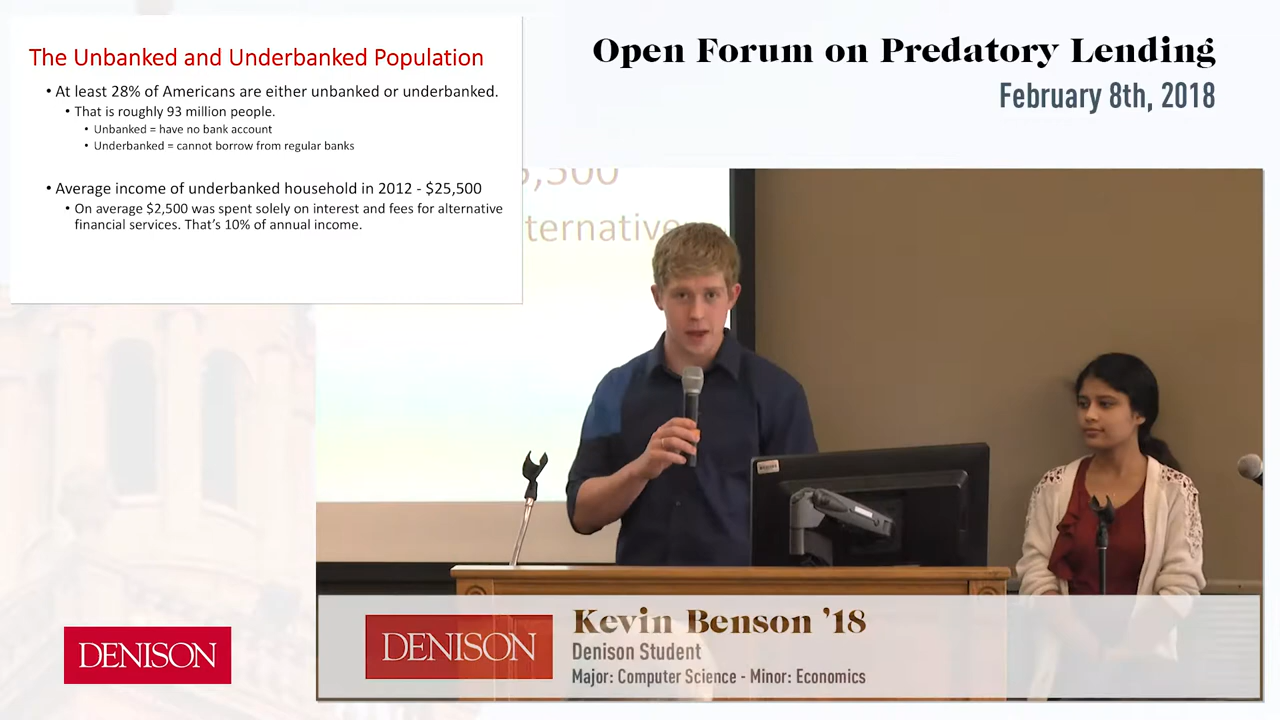 The Unbanked and Underbanked Population
• At least 28% of Americans are either unbanked or underbanked.
• That is roughly 93 million people.
• Unbanked = have no bank account
• Underbanked = cannot borrow from regular banks
• Average income of underbanked household in 2012 - $25,500
• On average $2,500 was spent solely on interest and fees for alternative
financial services. That's 10% of annual income.
Open Forum on Predatory Lending
February 8th, 2018
DENISON
DENISON
Kevin Benson ’18
Denison Student
Major: Computer Science - Minor: Economics